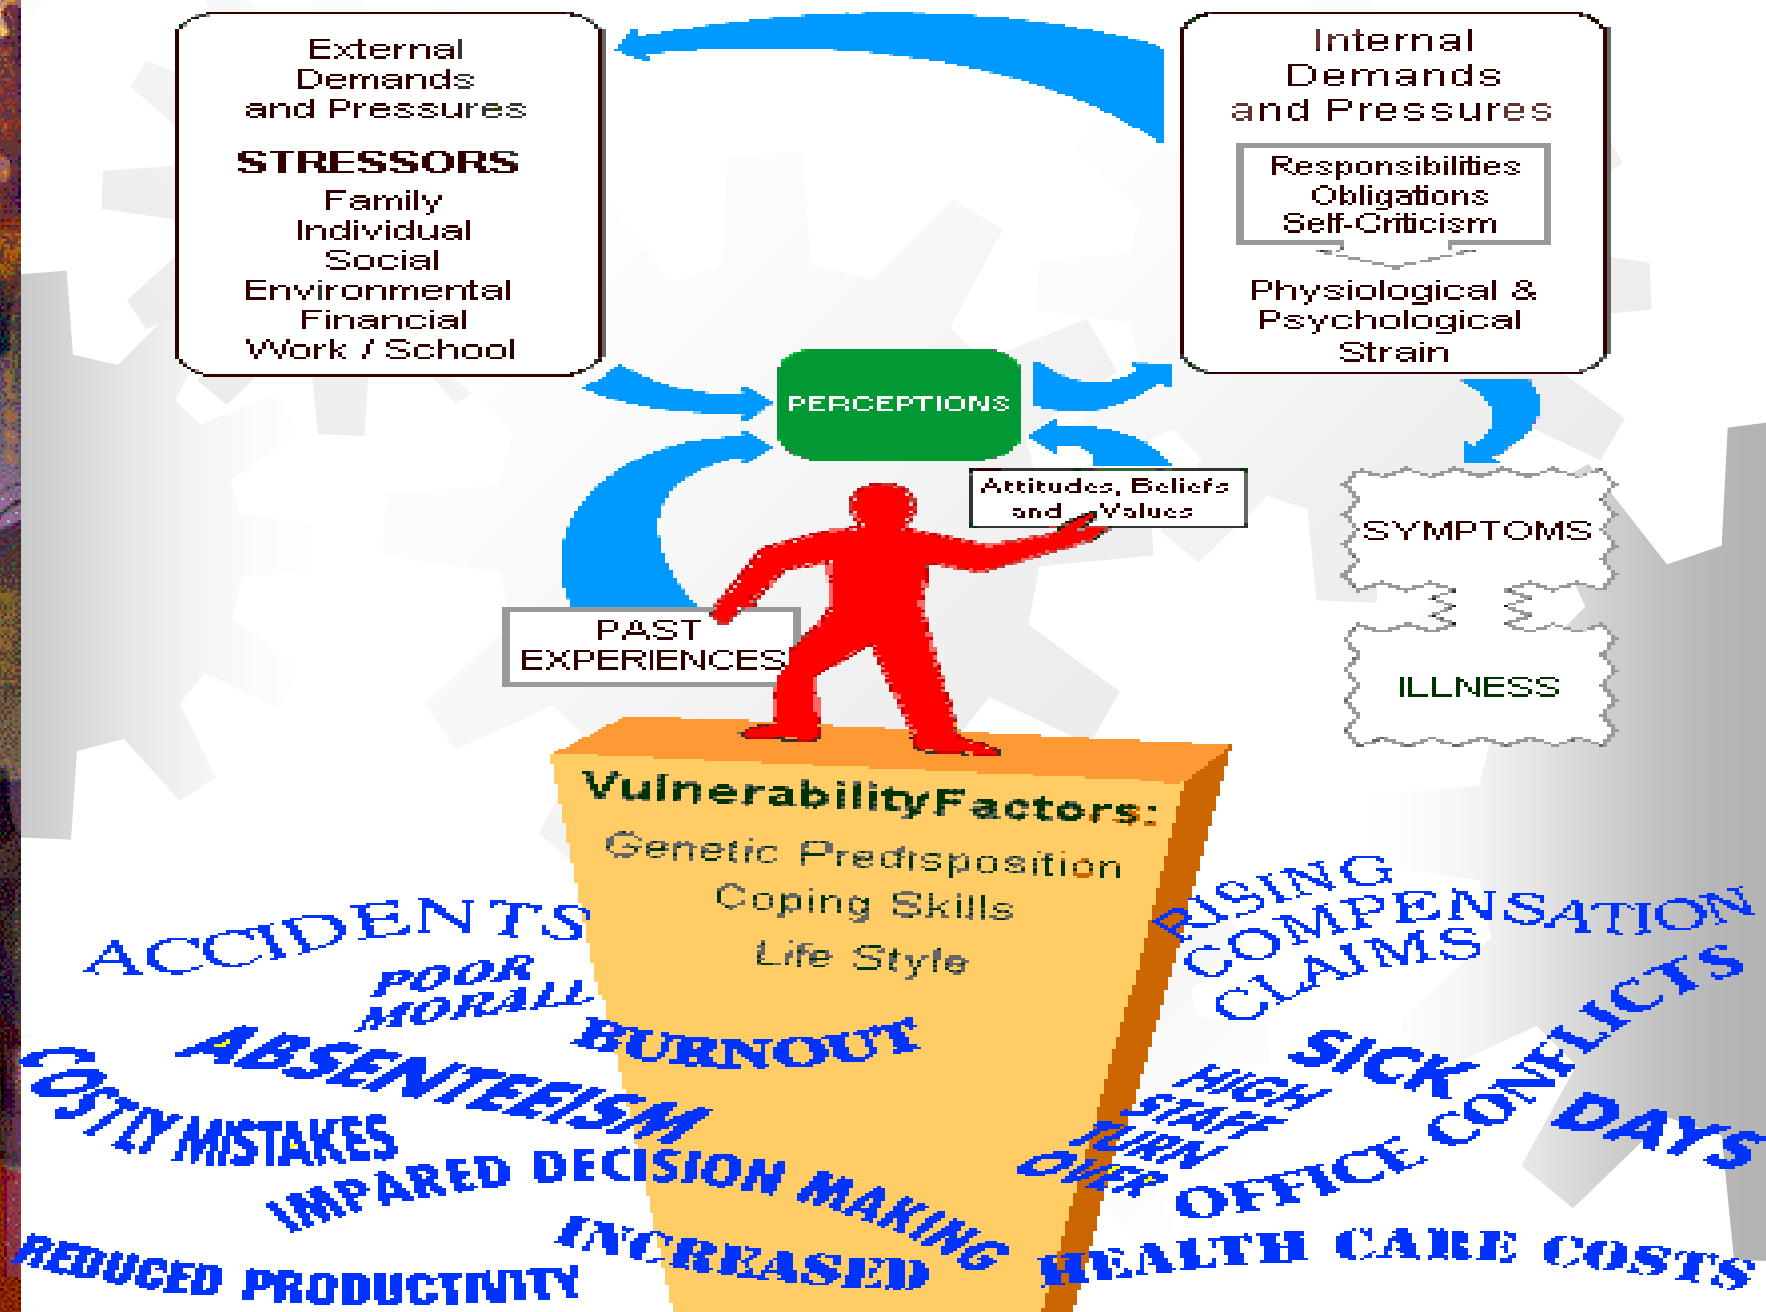 External
Demands
and Pressures
STRESSORS
Family
Individual
Social
Environmental
Financial
Work / School
Internal
Demands
and Pressures
Responsibilities
Obligations
Self-Criticism
Physiological &
Psychological
Strain
PERCEPTIONS
Attitudes, Beliefs
and Values
PAST
EXPERIENCES
SYMPTOMS
ILLNESS
Vulnerability Factors:
Genetic Predisposition
Coping Skills
Life Style
ACCIDENTS
POOR
MORALL
BURNOUT
ABSENTEEISM
COSTLY MISTAKES
IMPARED DECISION MAKING
REDUCED PRODUCTIVITY
RISING
COMPENSATION
CLAIMS
SICK DAYS
HIGH
STAFF
TURN
OVER
OFFICE CONFLICTS
INCREASED HEALTH CARE COSTS